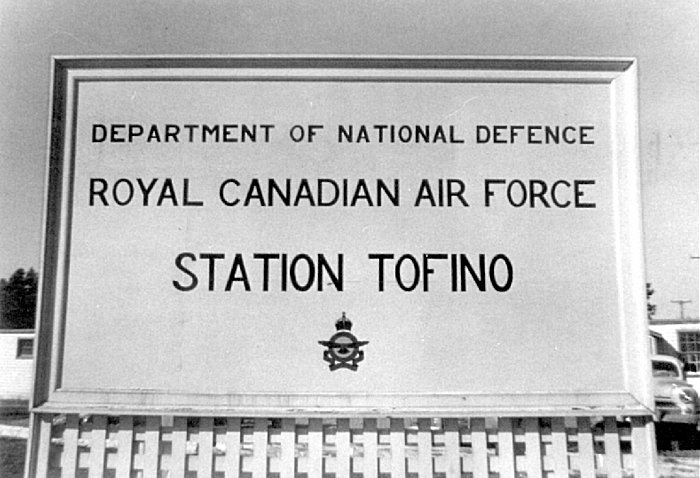 DEPARTMENT OF NATIONAL DEFENCE
ROYAL CANADIAN AIR FORCE
STATION TOFINO